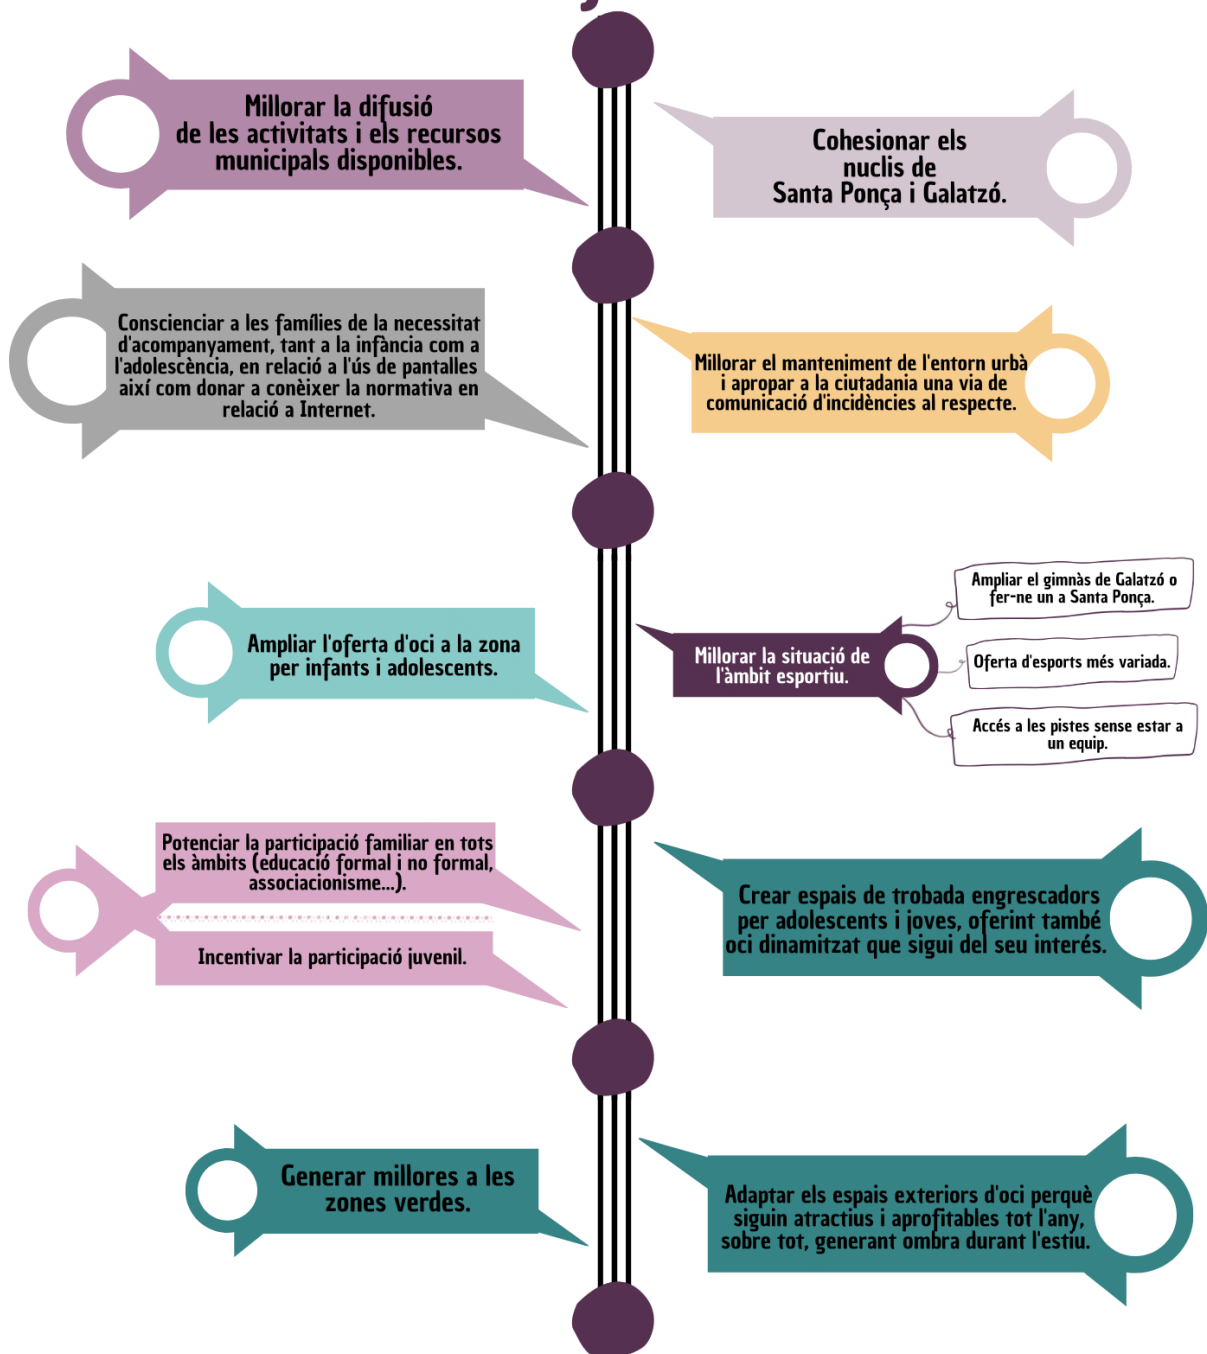 Millorar la difusió
de les activitats i els recursos
municipals disponibles.
Cohesionar els
nuclis de
Santa Ponça i Galatzó.
Conscienciar a les famílies de la necessitat
d'acompanyament, tant a la infància com a
l'adolescència, en relació a l'ús de pantalles
així com donar a conèixer la normativa en
relació a Internet.
Millorar el manteniment de l'entorn urbà
i apropar a la ciutadania una via de
comunicació d'incidències al respecte.
Ampliar l'oferta d'oci a la zona
per infants i adolescents.
Millorar la situació de
l'àmbit esportiu.
Ampliar el gimnàs de Galatzó o
fer-ne un a Santa Ponça.
Oferta d'esports més variada.
Accés a les pistes sense estar a
un equip.
Potenciar la participació familiar en tots
els àmbits (educació formal i no formal,
associacionisme...).
Incentivar la participació juvenil.
Crear espais de trobada engrescadors
per adolescents i joves, oferint també
oci dinamitzat que sigui del seu interés.
Generar millores a les
zones verdes.
Adaptar els espais exteriors d'oci perquè
siguin atractius i aprofitables tot l'any,
sobre tot, generant ombra durant l'estiu.